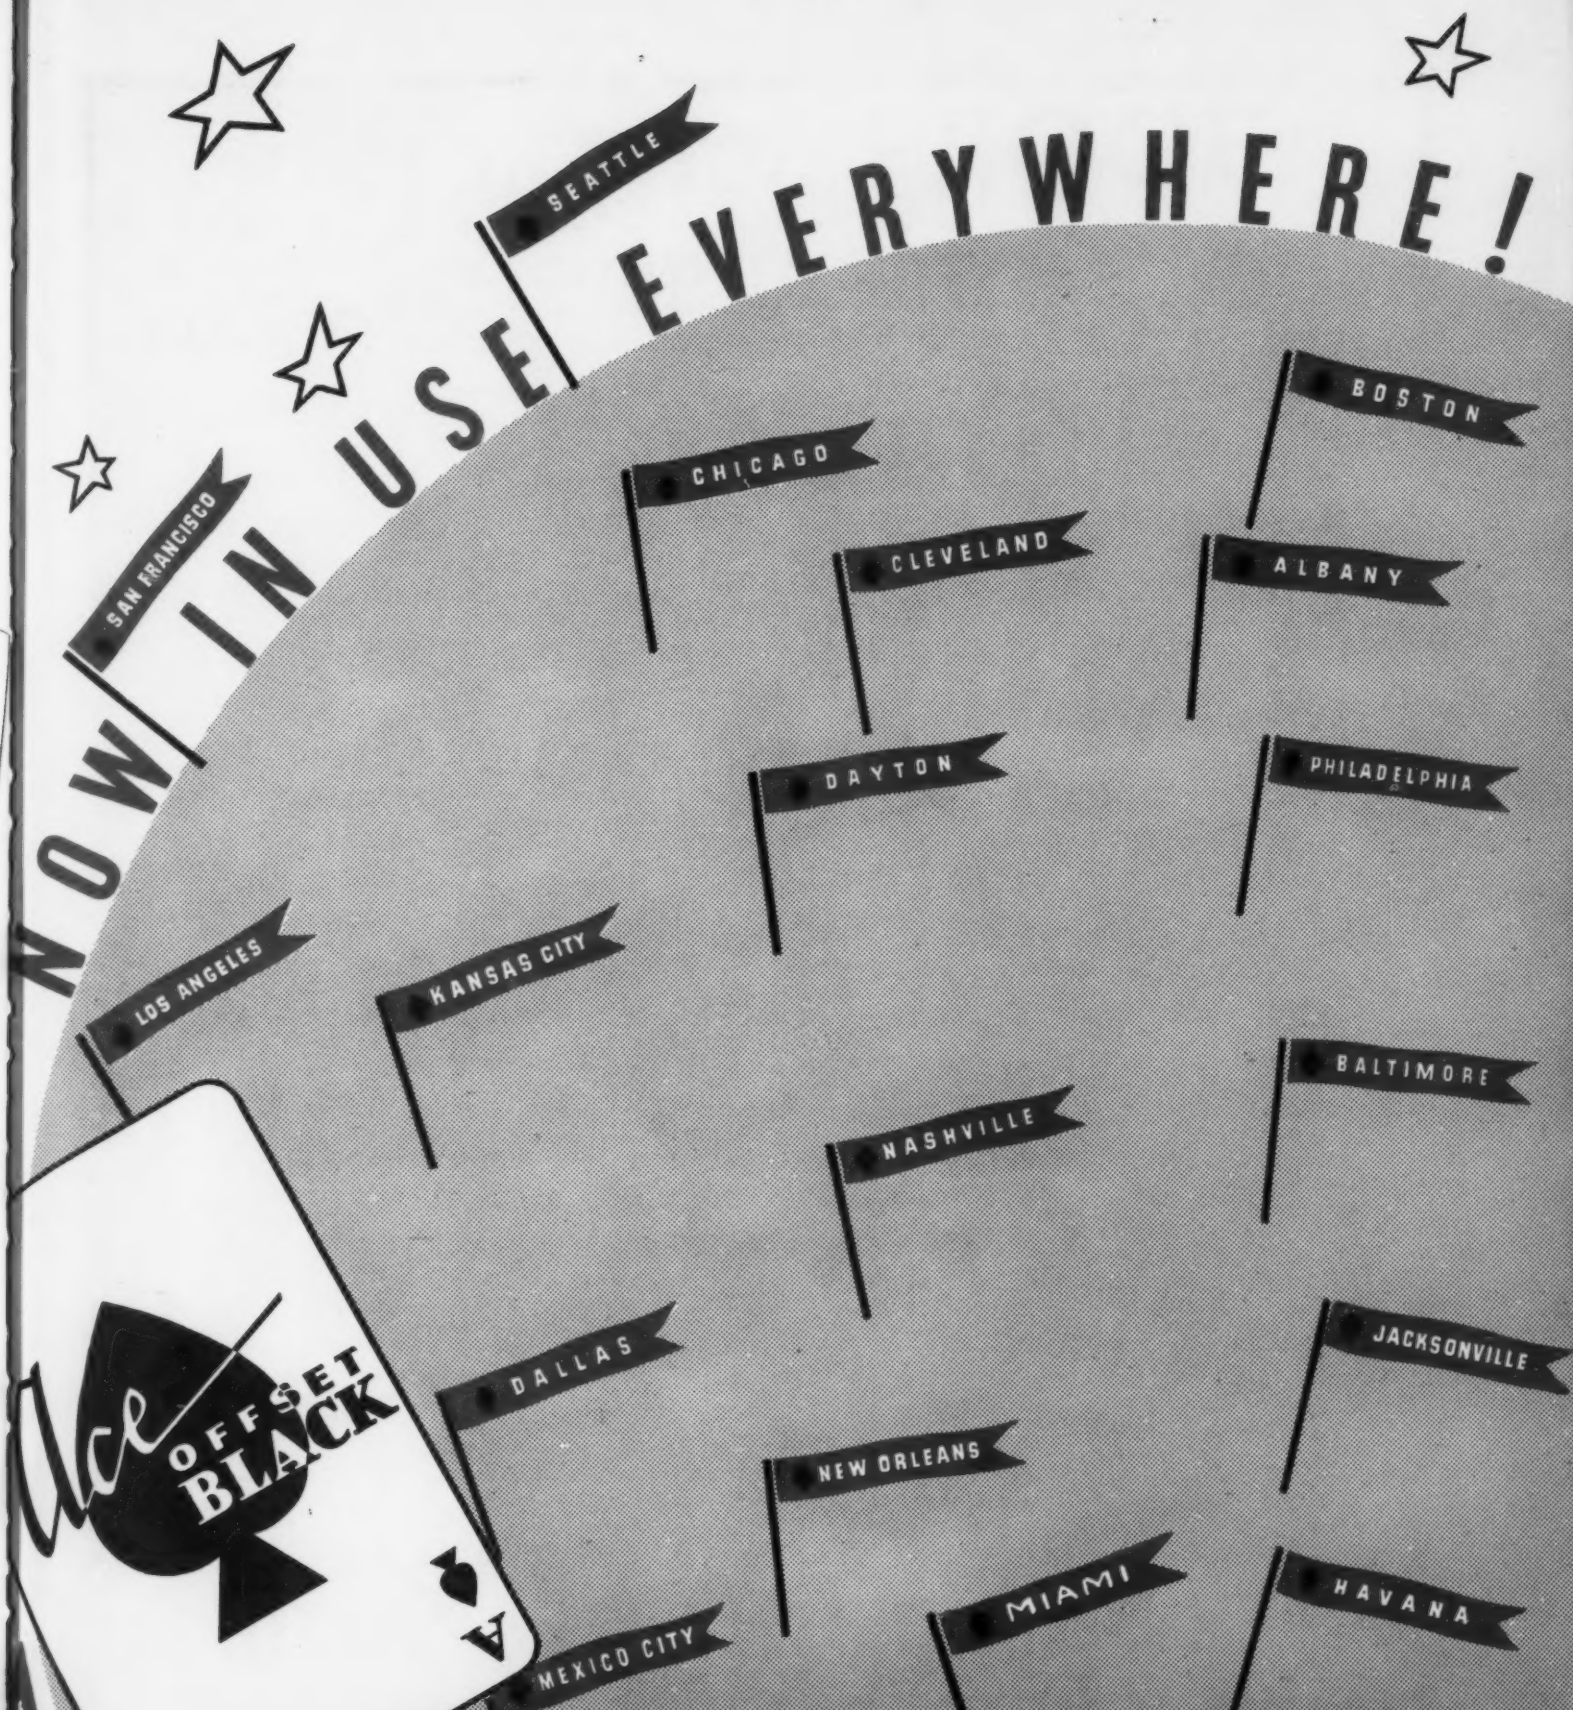 NOW IN USE EVERYWHERE!
SEATTLE
SAN FRANCISCO
BOSTON
CHICAGO
CLEVELAND
ALBANY
DAYTON
PHILADELPHIA
LOS ANGELES
KANSAS CITY
BALTIMORE
NASHVILLE
JACKSONVILLE
DALLAS
NEW ORLEANS
MIAMI
HAVANA
MEXICO CITY
Ace
OFFSET
BLACK
A